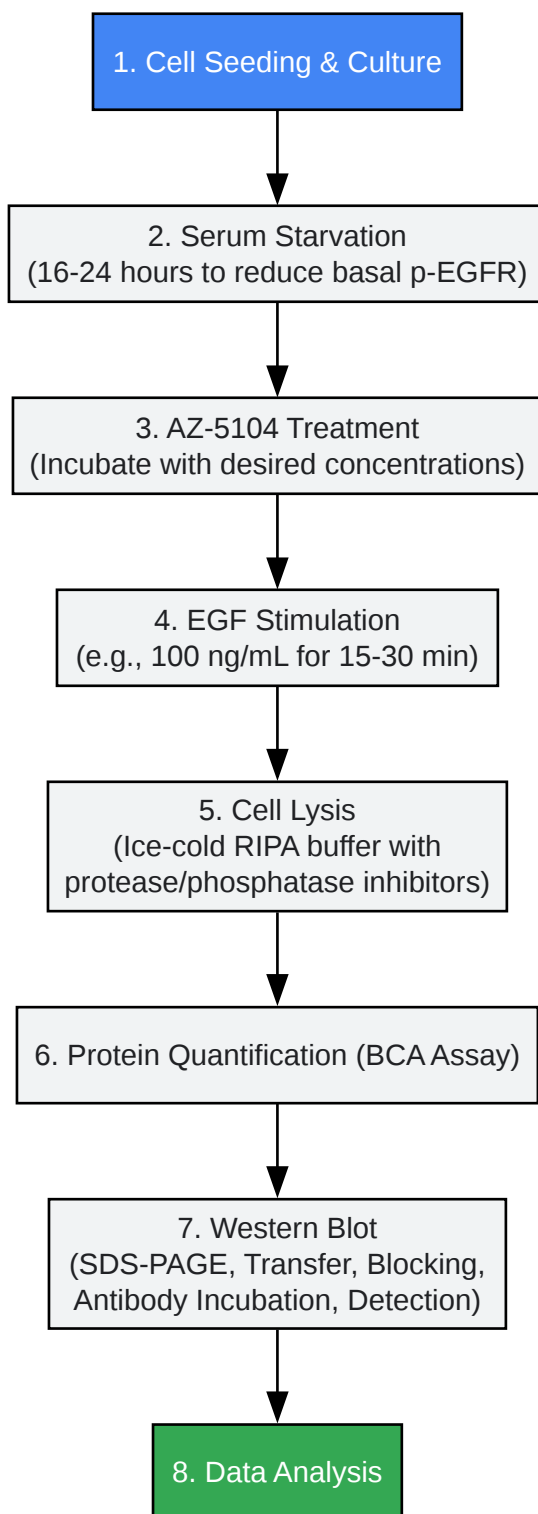 1. Cell Seeding & Culture
2. Serum Starvation
(16-24 hours to reduce basal p-EGFR)
3. AZ-5104 Treatment
(Incubate with desired concentrations)
4. EGF Stimulation
(e.g., 100 ng/mL for 15-30 min)
5. Cell Lysis
(Ice-cold RIPA buffer with
protease/phosphatase inhibitors)
6. Protein Quantification (BCA Assay)
7. Western Blot
(SDS-PAGE, Transfer, Blocking,
Antibody Incubation, Detection)
8. Data Analysis